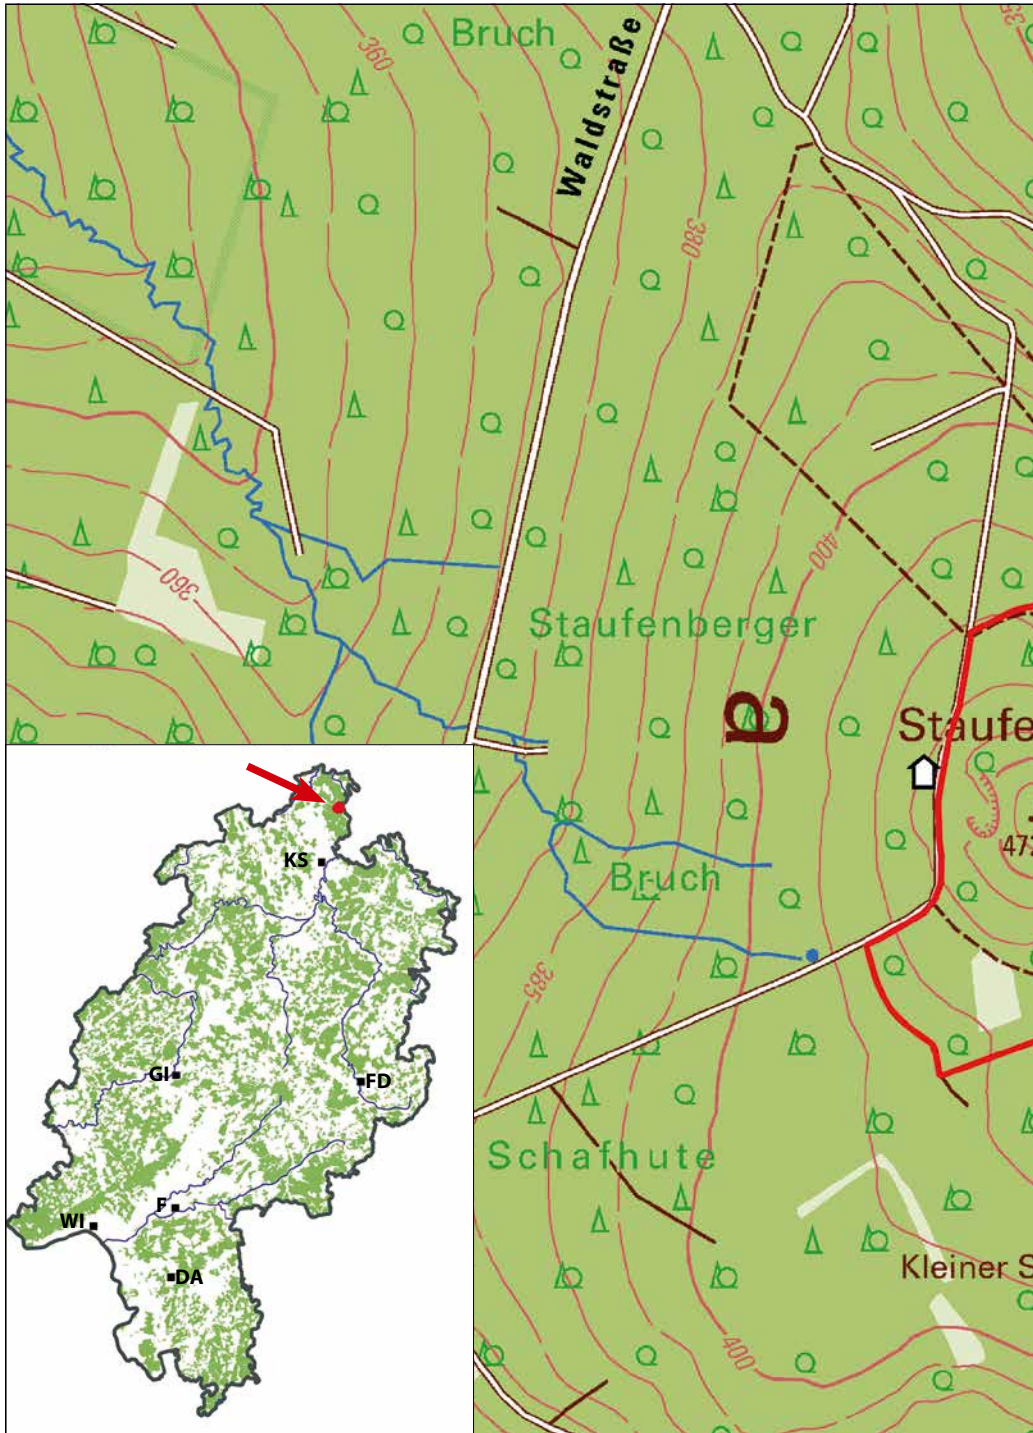 Bruch
360
Waldstraße
35
380
400
360
Staufenberger
a
Staufe
47
Bruch
385
Schafhute
Kleiner S
400
KS
GI
FD
F
WI
DA